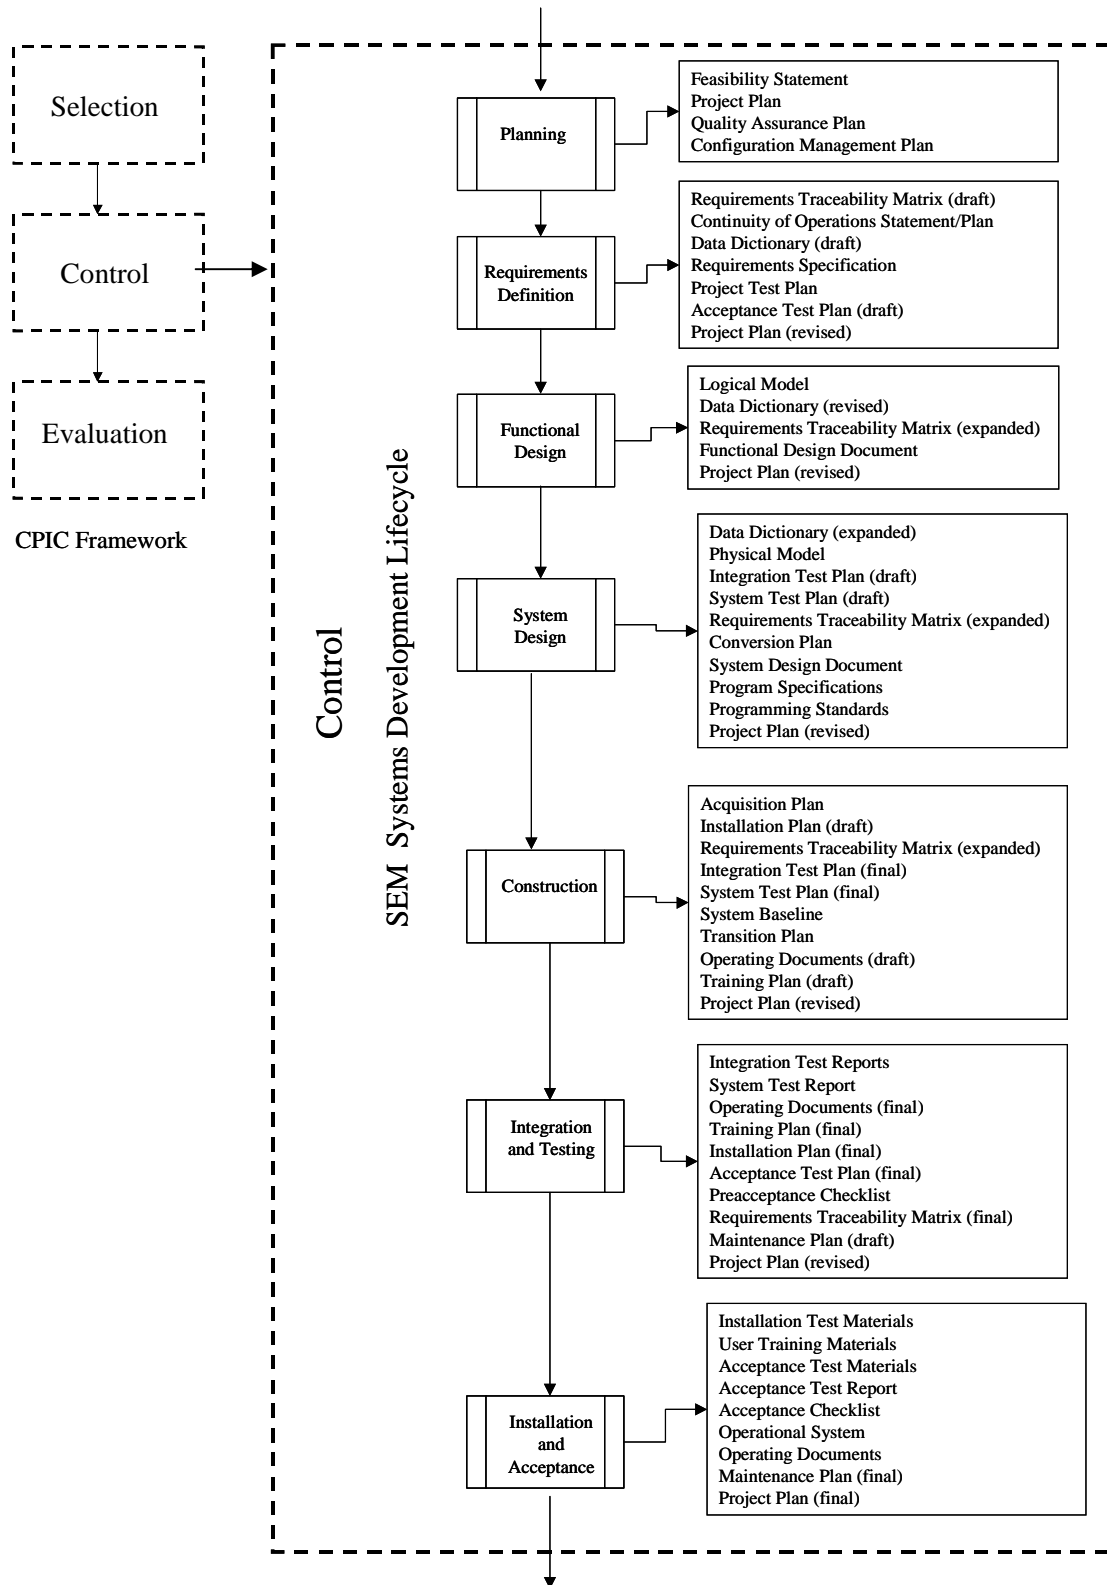 Selection
Control
Evaluation
CPIC Framework
Control
SEM Systems Development Lifecycle
Planning
Feasibility Statement
Project Plan
Quality Assurance Plan
Configuration Management Plan
Requirements
Definition
Requirements Traceability Matrix (draft)
Continuity of Operations Statement/Plan
Data Dictionary (draft)
Requirements Specification
Project Test Plan
Acceptance Test Plan (draft)
Project Plan (revised)
Functional
Design
Logical Model
Data Dictionary (revised)
Requirements Traceability Matrix (expanded)
Functional Design Document
Project Plan (revised)
System
Design
Data Dictionary (expanded)
Physical Model
Integration Test Plan (draft)
System Test Plan (draft)
Requirements Traceability Matrix (expanded)
Conversion Plan
System Design Document
Program Specifications
Programming Standards
Project Plan (revised)
Construction
Acquisition Plan
Installation Plan (draft)
Requirements Traceability Matrix (expanded)
Integration Test Plan (final)
System Test Plan (final)
System Baseline
Transition Plan
Operating Documents (draft)
Training Plan (draft)
Project Plan (revised)
Integration
and Testing
Integration Test Reports
System Test Report
Operating Documents (final)
Training Plan (final)
Installation Plan (final)
Acceptance Test Plan (final)
Preacceptance Checklist
Requirements Traceability Matrix (final)
Maintenance Plan (draft)
Project Plan (revised)
Installation
and
Acceptance
Installation Test Materials
User Training Materials
Acceptance Test Materials
Acceptance Test Report
Acceptance Checklist
Operational System
Operating Documents
Maintenance Plan (final)
Project Plan (final)